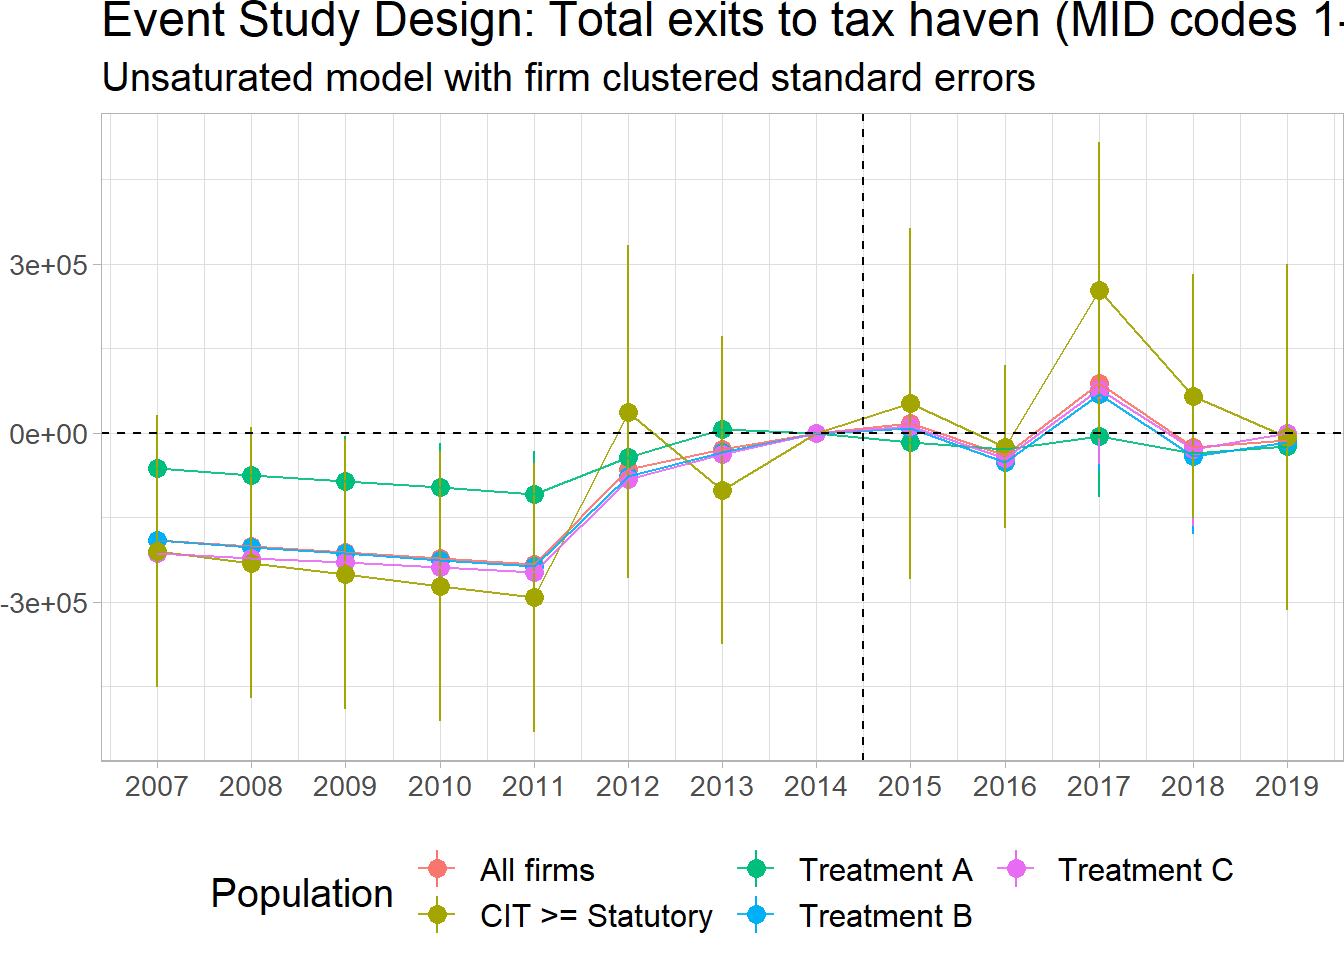 Event Study Design: Total exits to tax haven (MID codes 1-
Unsaturated model with firm clustered standard errors
3e+05
0e+00
-3e+05
2007 2008 2009 2010 2011 2012 2013 2014 2015 2016 2017 2018 2019
Population
All firms
Treatment A
Treatment C
CIT >= Statutory
Treatment B